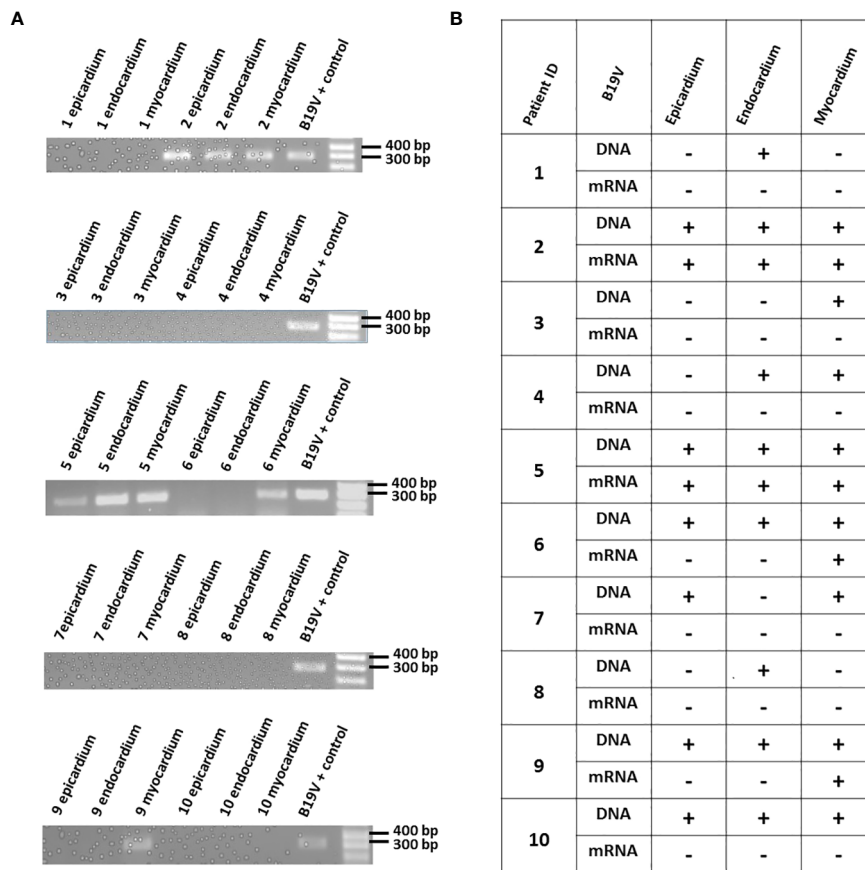 A
1 epicardium
1 endocardium
1 myocardium
2 epicardium
2 endocardium
2 myocardium
B19V + control
400 bp
300 bp
3 epicardium
3 endocardium
3 myocardium
4 epicardium
4 endocardium
4 myocardium
B19V + control
400 bp
300 bp
5 epicardium
5 endocardium
5 myocardium
6 epicardium
6 endocardium
6 myocardium
B19V + control
400 bp
300 bp
7epicardium
7 endocardium
7 myocardium
8 epicardium
8 endocardium
8 myocardium
B19V + control
400 bp
300 bp
9 epicardium
9 endocardium
9 myocardium
10 epicardium
10 endocardium
10 myocardium
B19V + control
400 bp
300 bp
B
Patient ID B19V Epicardium Endocardium Myocardium
1 DNA - + -
mRNA - - -
2 DNA + + +
mRNA + + +
3 DNA - - +
mRNA - - -
4 DNA - + +
mRNA - - -
5 DNA + + +
mRNA + + +
6 DNA + + +
mRNA - - +
7 DNA + - +
mRNA - - -
8 DNA - + -
mRNA - - -
9 DNA + + +
mRNA - - +
10 DNA + + +
mRNA - - -